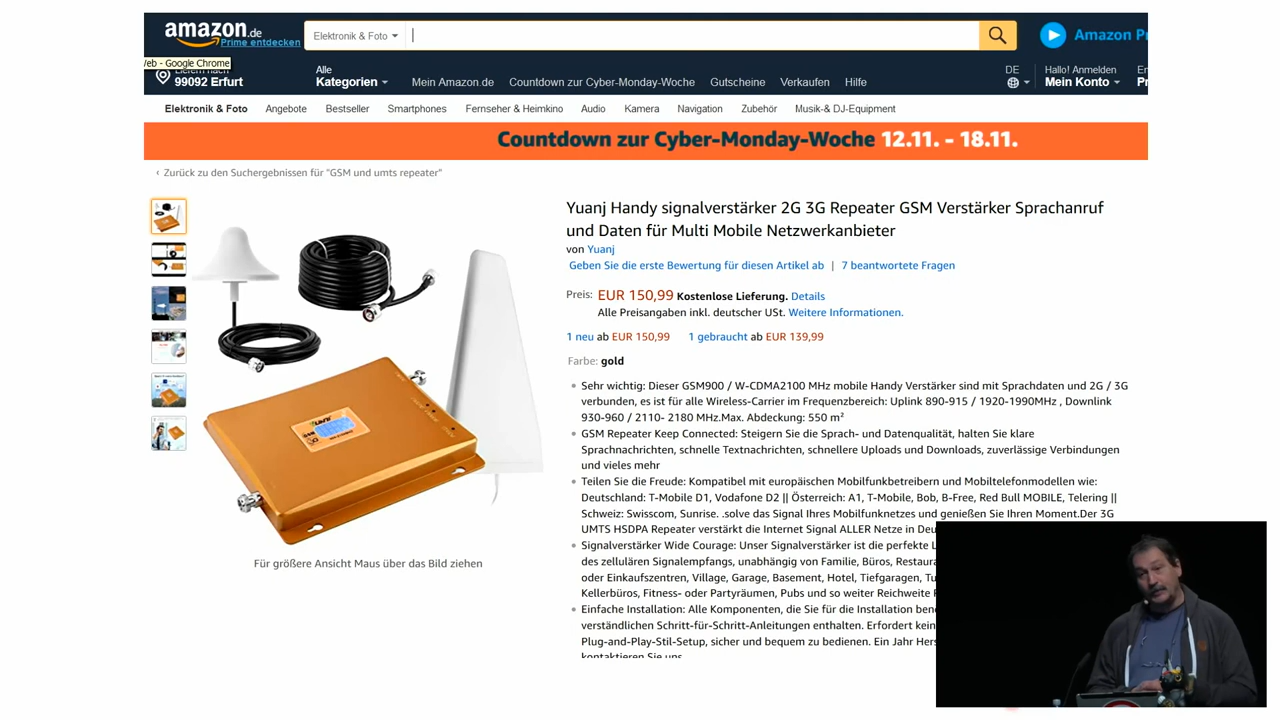 amazon.de
Prime entdecken
Elektronik & Foto
Amazon Pr
/eb - Google Chrome
Liefern nach
99092 Erfurt
Alle
Kategorien
Mein Amazon.de
Countdown zur Cyber-Monday-Woche
Gutscheine
Verkaufen
Hilfe
DE
Hallo! Anmelden
Mein Konto
En
Pr
Elektronik & Foto
Angebote
Bestseller
Smartphones
Fernseher & Heimkino
Audio
Kamera
Navigation
Zubehör
Musik-& DJ-Equipment
Countdown zur Cyber-Monday-Woche 12.11. - 18.11.
‹ Zurück zu den Suchergebnissen für "GSM und umts repeater"
Yuanj Handy signalverstärker 2G 3G Repeater GSM Verstärker Sprachanruf
und Daten für Multi Mobile Netzwerkanbieter
von Yuanj
Geben Sie die erste Bewertung für diesen Artikel ab | 7 beantwortete Fragen
Preis: EUR 150,99 Kostenlose Lieferung. Details
Alle Preisangaben inkl. deutscher USt. Weitere Informationen.
1 neu ab EUR 150,99 1 gebraucht ab EUR 139,99
Farbe: gold
Sehr wichtig: Dieser GSM900 / W-CDMA2100 MHz mobile Handy Verstärker sind mit Sprachdaten und 2G / 3G
verbunden, es ist für alle Wireless-Carrier im Frequenzbereich: Uplink 890-915 / 1920-1990MHz , Downlink
930-960 / 2110- 2180 MHz.Max. Abdeckung: 550 m²
GSM Repeater Keep Connected: Steigern Sie die Sprach- und Datenqualität, halten Sie klare
Sprachnachrichten, schnelle Textnachrichten, schnellere Uploads und Downloads, zuverlässige Verbindungen
und vieles mehr
Teilen Sie die Freude: Kompatibel mit europäischen Mobilfunkbetreibern und Mobiltelefonmodellen wie:
Deutschland: T-Mobile D1, Vodafone D2 || Österreich: A1, T-Mobile, Bob, B-Free, Red Bull MOBILE, Telering ||
Schweiz: Swisscom, Sunrise. .solve das Signal Ihres Mobilfunknetzes und genießen Sie Ihren Moment.Der 3G
UMTS HSDPA Repeater verstärkt die Internet Signal ALLER Netze in Deu
Signalverstärker Wide Courage: Unser Signalverstärker ist die perfekte L
des zellulären Signalempfangs, unabhängig von Familie, Büros, Restaura
oder Einkaufszentren, Village, Garage, Basement, Hotel, Tiefgaragen, Tu
Kellerbüros, Fitness- oder Partyräumen, Pubs und so weiter Reichweite
Einfache Installation: Alle Komponenten, die Sie für die Installation ben
verständlichen Schritt-für-Schritt-Anleitungen enthalten. Erfordert kein
Plug-and-Play-Stil-Setup, sicher und bequem zu bedienen. Ein Jahr Hers
kontaktieren Sie uns
Für größere Ansicht Maus über das Bild ziehen